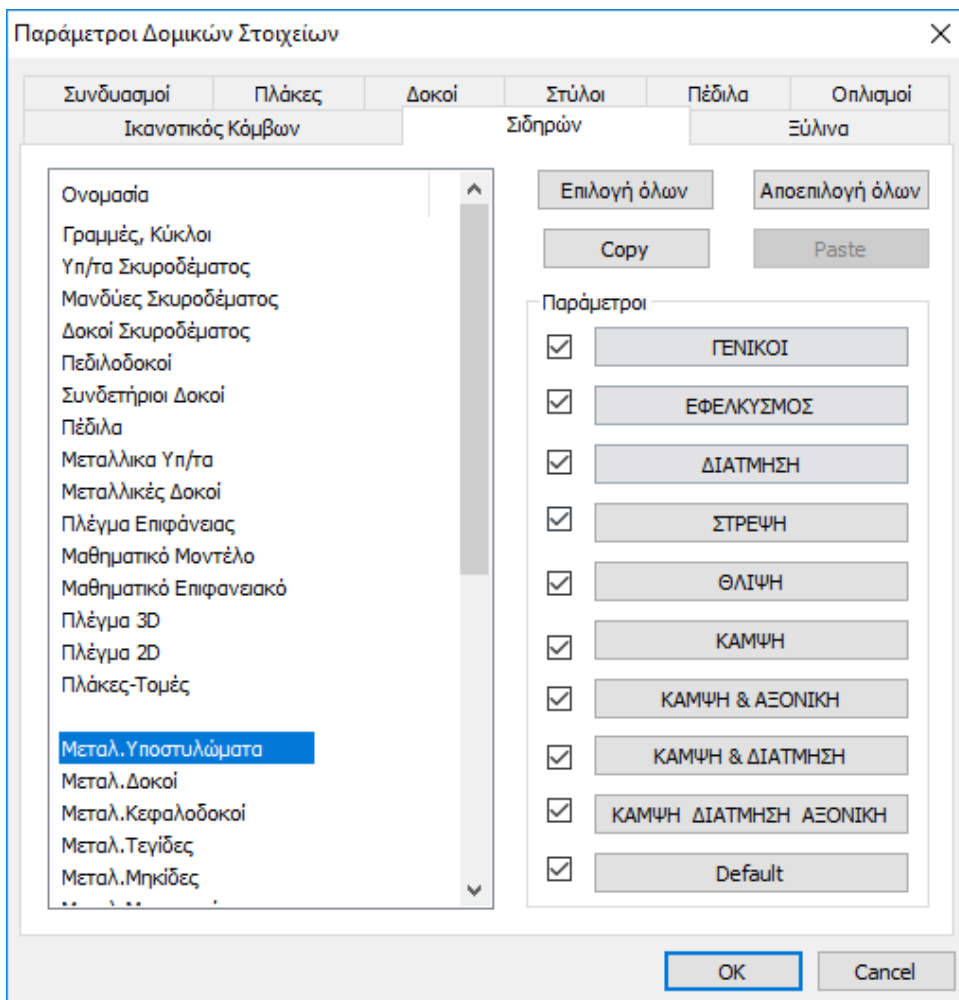 Παράμετροι Δομικών Στοιχείων
Συνδυασμοί Πλάκες Δοκοί Στύλοι Πέδιλα Οπλισμοί
Ικανοτικός Κόμβων Σιδηρών Ξύλινα
Ονομασία
Γραμμές, Κύκλοι
Υπ/τα Σκυροδέματος
Μανδύες Σκυροδέματος
Δοκοί Σκυροδέματος
Πεδιλοδοκοί
Συνδετήριοι Δοκοί
Πέδιλα
Μεταλλικα Υπ/τα
Μεταλλικές Δοκοί
Πλέγμα Επιφάνειας
Μαθηματικό Μοντέλο
Μαθηματικό Επιφανειακό
Πλέγμα 3D
Πλέγμα 2D
Πλάκες-Τομές
Μεταλ.Υποστυλώματα
Μεταλ.Δοκοί
Μεταλ.Κεφαλοδοκοί
Μεταλ.Τεγίδες
Μεταλ.Μηκίδες
Επιλογή όλων Αποεπιλογή όλων
Copy Paste
Παράμετροι
ΓΕΝΙΚΟΙ
ΕΦΕΛΚΥΣΜΟΣ
ΔΙΑΤΜΗΣΗ
ΣΤΡΕΨΗ
ΘΛΙΨΗ
ΚΑΜΨΗ
ΚΑΜΨΗ & ΑΞΟΝΙΚΗ
ΚΑΜΨΗ & ΔΙΑΤΜΗΣΗ
ΚΑΜΨΗ ΔΙΑΤΜΗΣΗ ΑΞΟΝΙΚΗ
Default
OK Cancel